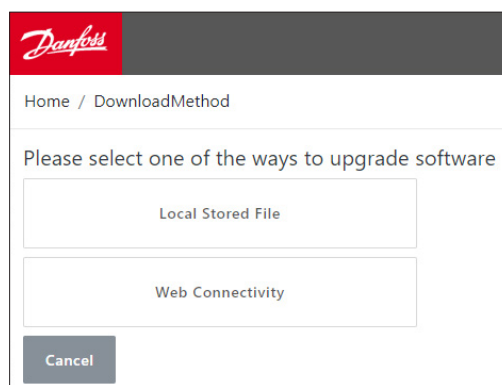 Danfoss
Home / DownloadMethod
Please select one of the ways to upgrade software
Local Stored File
Web Connectivity
Cancel